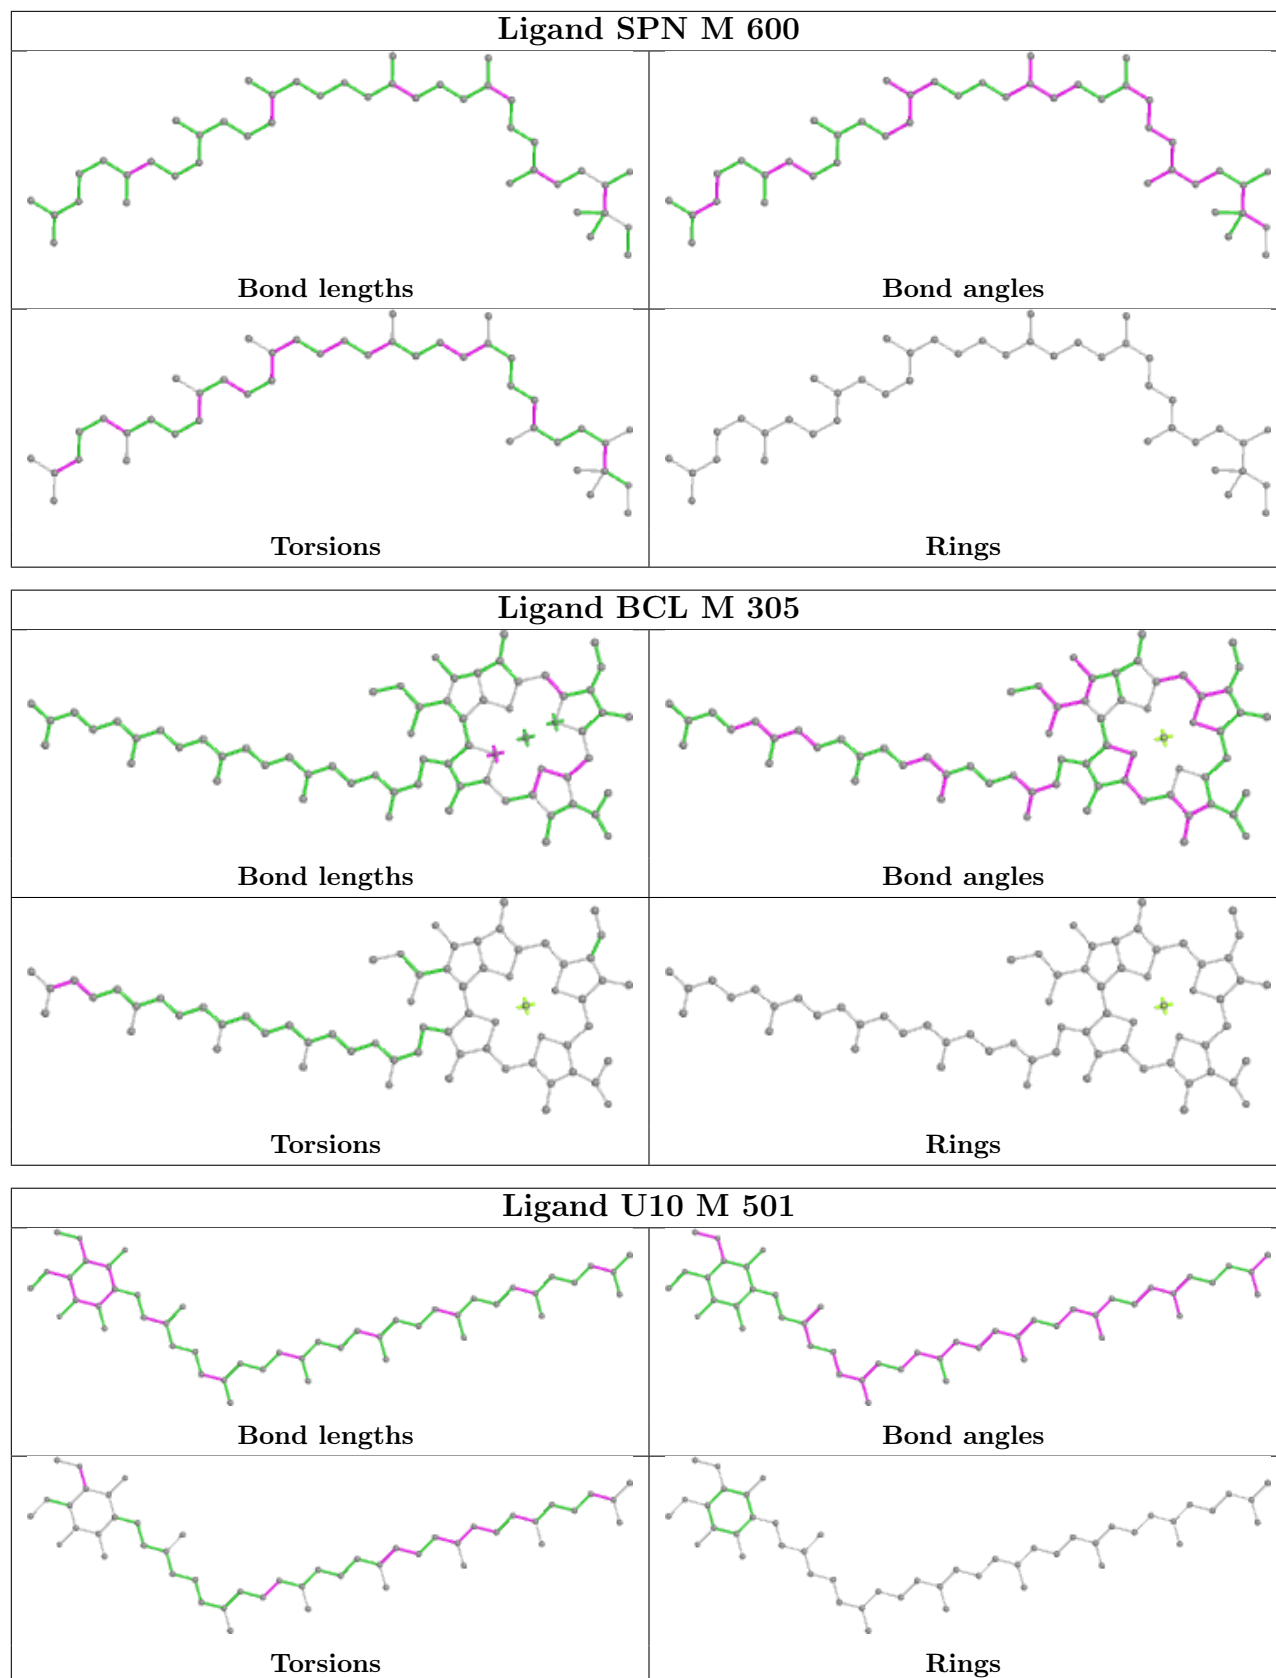 Ligand SPN M 600
Bond lengths
Bond angles
Torsions
Rings
Ligand BCL M 305
Bond lengths
Bond angles
Torsions
Rings
Ligand U10 M 501
Bond lengths
Bond angles
Torsions
Rings